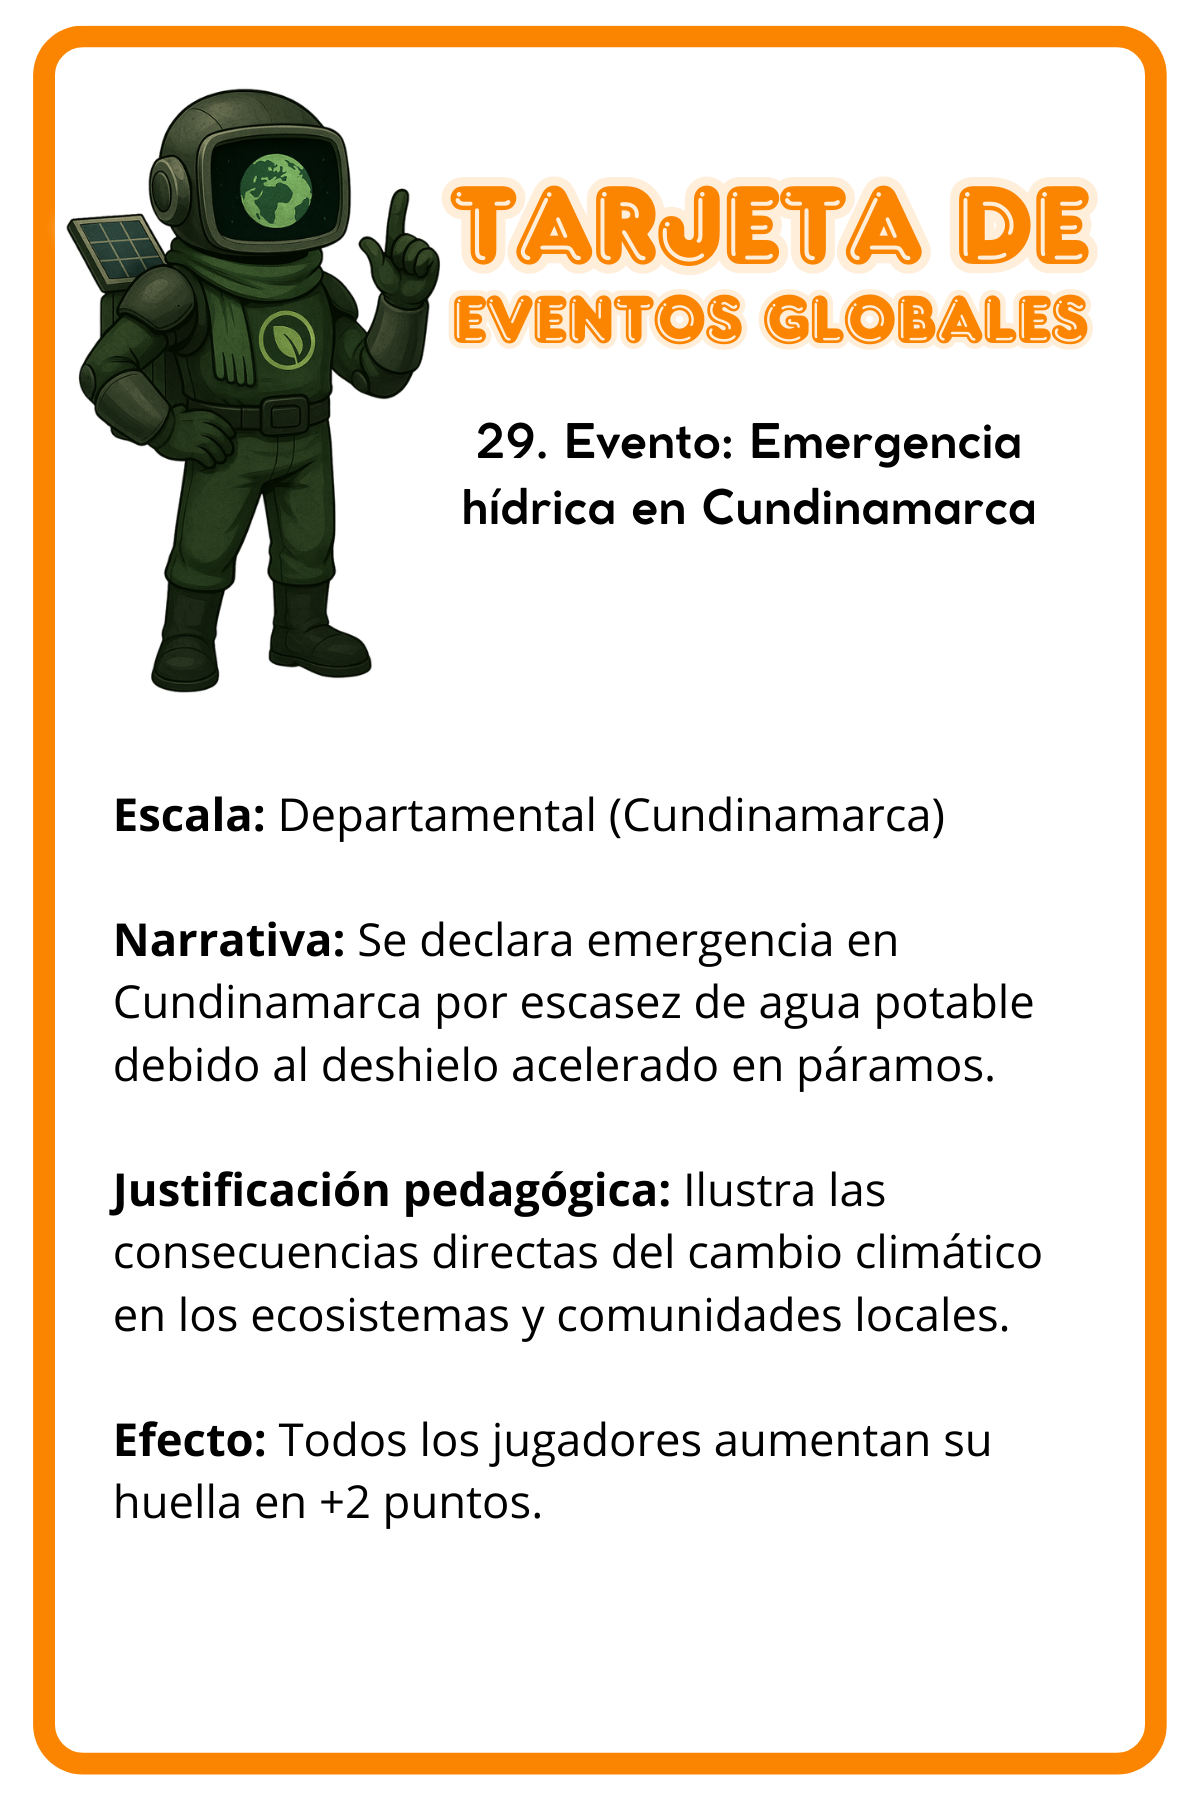 TARJETA DE
EVENTOS GLOBALES
29. Evento: Emergencia
hídrica en Cundinamarca
Escala: Departamental (Cundinamarca)
Narrativa: Se declara emergencia en
Cundinamarca por escasez de agua potable
debido al deshielo acelerado en páramos.
Justificación pedagógica: Ilustra las
consecuencias directas del cambio climático
en los ecosistemas y comunidades locales.
Efecto: Todos los jugadores aumentan su
huella en +2 puntos.